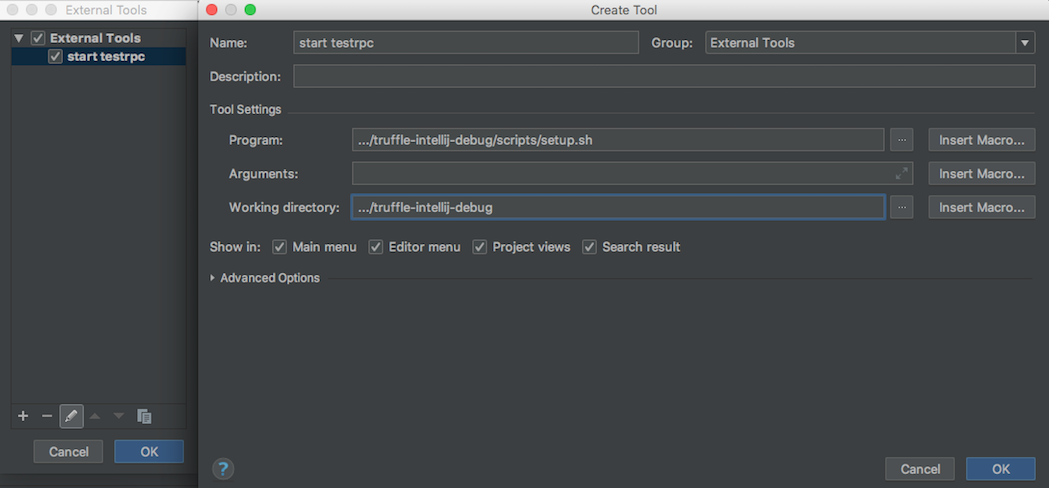 External Tools
Create Tool
External Tools
start testrpc
Name: start testrpc Group: External Tools
Description:
Tool Settings
Program: .../truffle-intellij-debug/scripts/setup.sh ... Insert Macro...
Arguments: Insert Macro...
Working directory: .../truffle-intellij-debug ... Insert Macro...
Show in: Main menu Editor menu Project views Search result
Advanced Options
Cancel OK
? Cancel OK